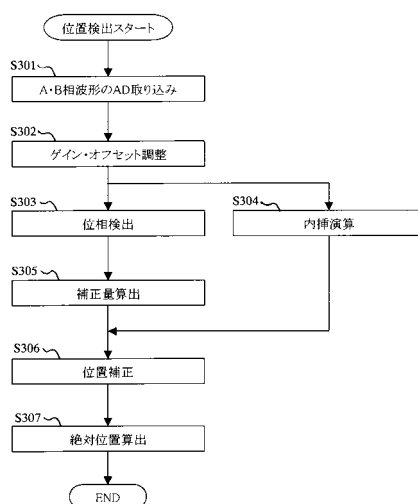 位置検出スタート
S301
A・B相波形のAD取り込み
S302
ゲイン・オフセット調整
S303
位相検出
S304
内挿演算
S305
補正量算出
S306
位置補正
S307
絶対位置算出
END